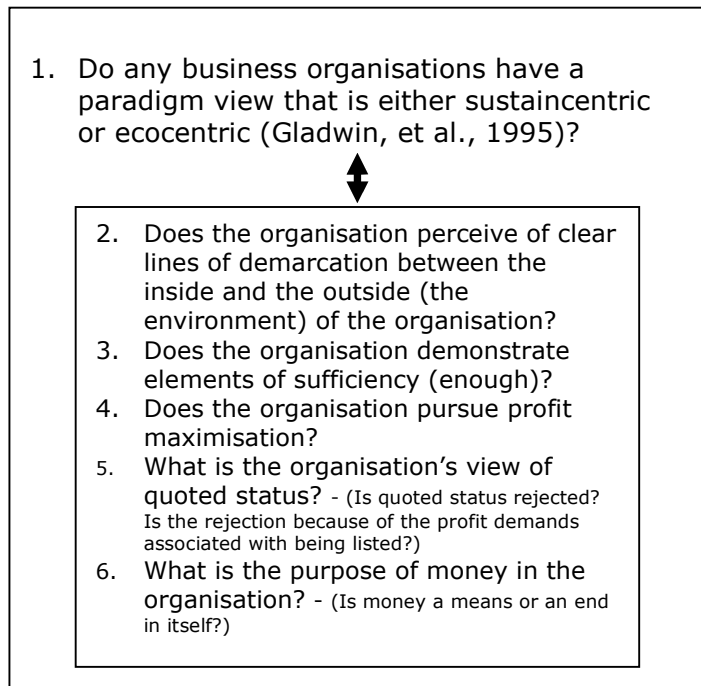 1. Do any business organisations have a
paradigm view that is either sustaincentric
or ecocentric (Gladwin, et al., 1995)?
2. Does the organisation perceive of clear
lines of demarcation between the
inside and the outside (the
environment) of the organisation?
3. Does the organisation demonstrate
elements of sufficiency (enough)?
4. Does the organisation pursue profit
maximisation?
5. What is the organisation’s view of
quoted status? - (Is quoted status rejected?
Is the rejection because of the profit demands
associated with being listed?)
6. What is the purpose of money in the
organisation? - (Is money a means or an end
in itself?)